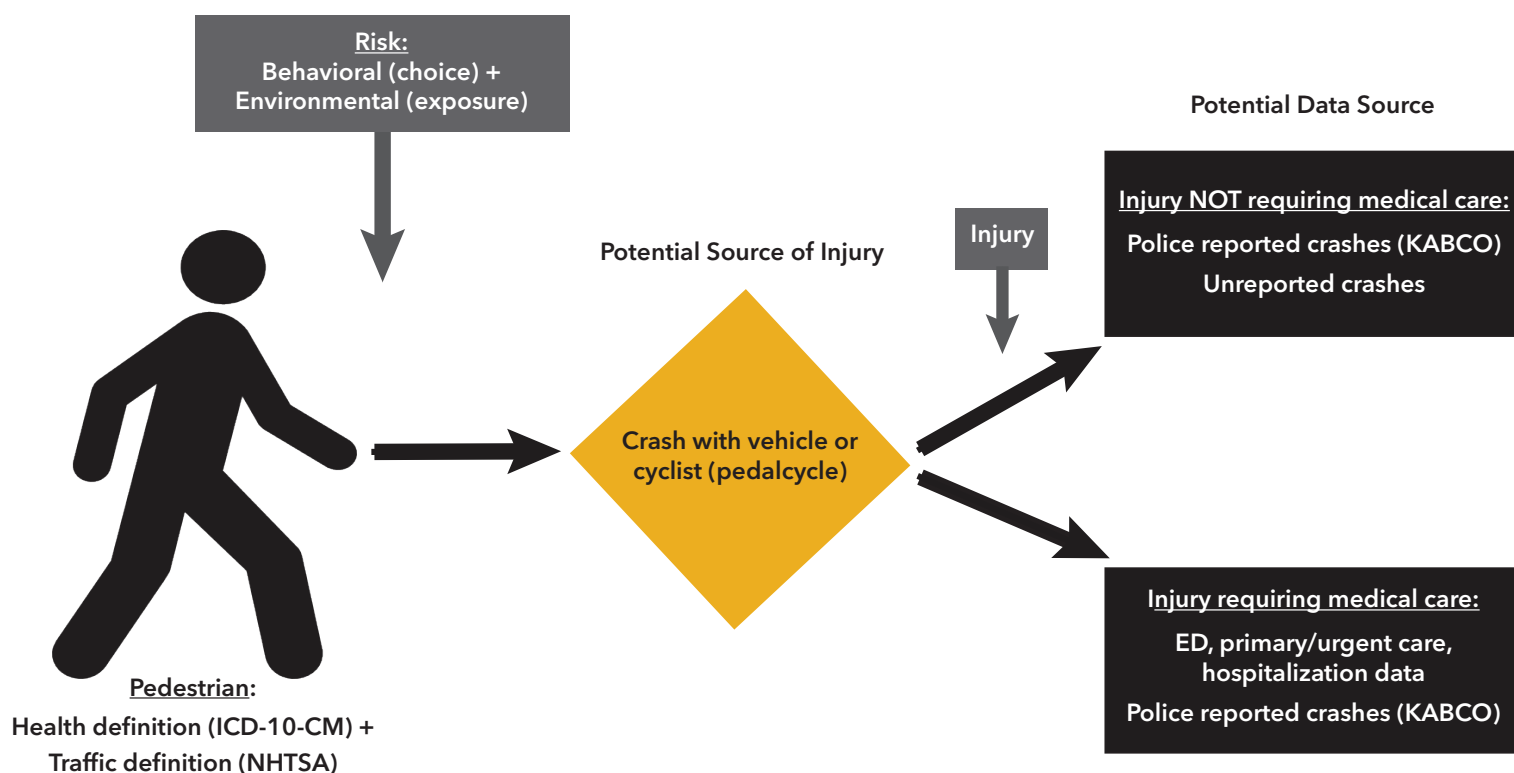 Risk:
Behavioral (choice) +
Environmental (exposure)
Potential Data Source
Injury NOT requiring medical care:
Police reported crashes (KABCO)
Unreported crashes
Injury
Potential Source of Injury
Crash with vehicle or
cyclist (pedalcycle)
Injury requiring medical care:
ED, primary/urgent care,
hospitalization data
Police reported crashes (KABCO)
Pedestrian:
Health definition (ICD-10-CM) +
Traffic definition (NHTSA)